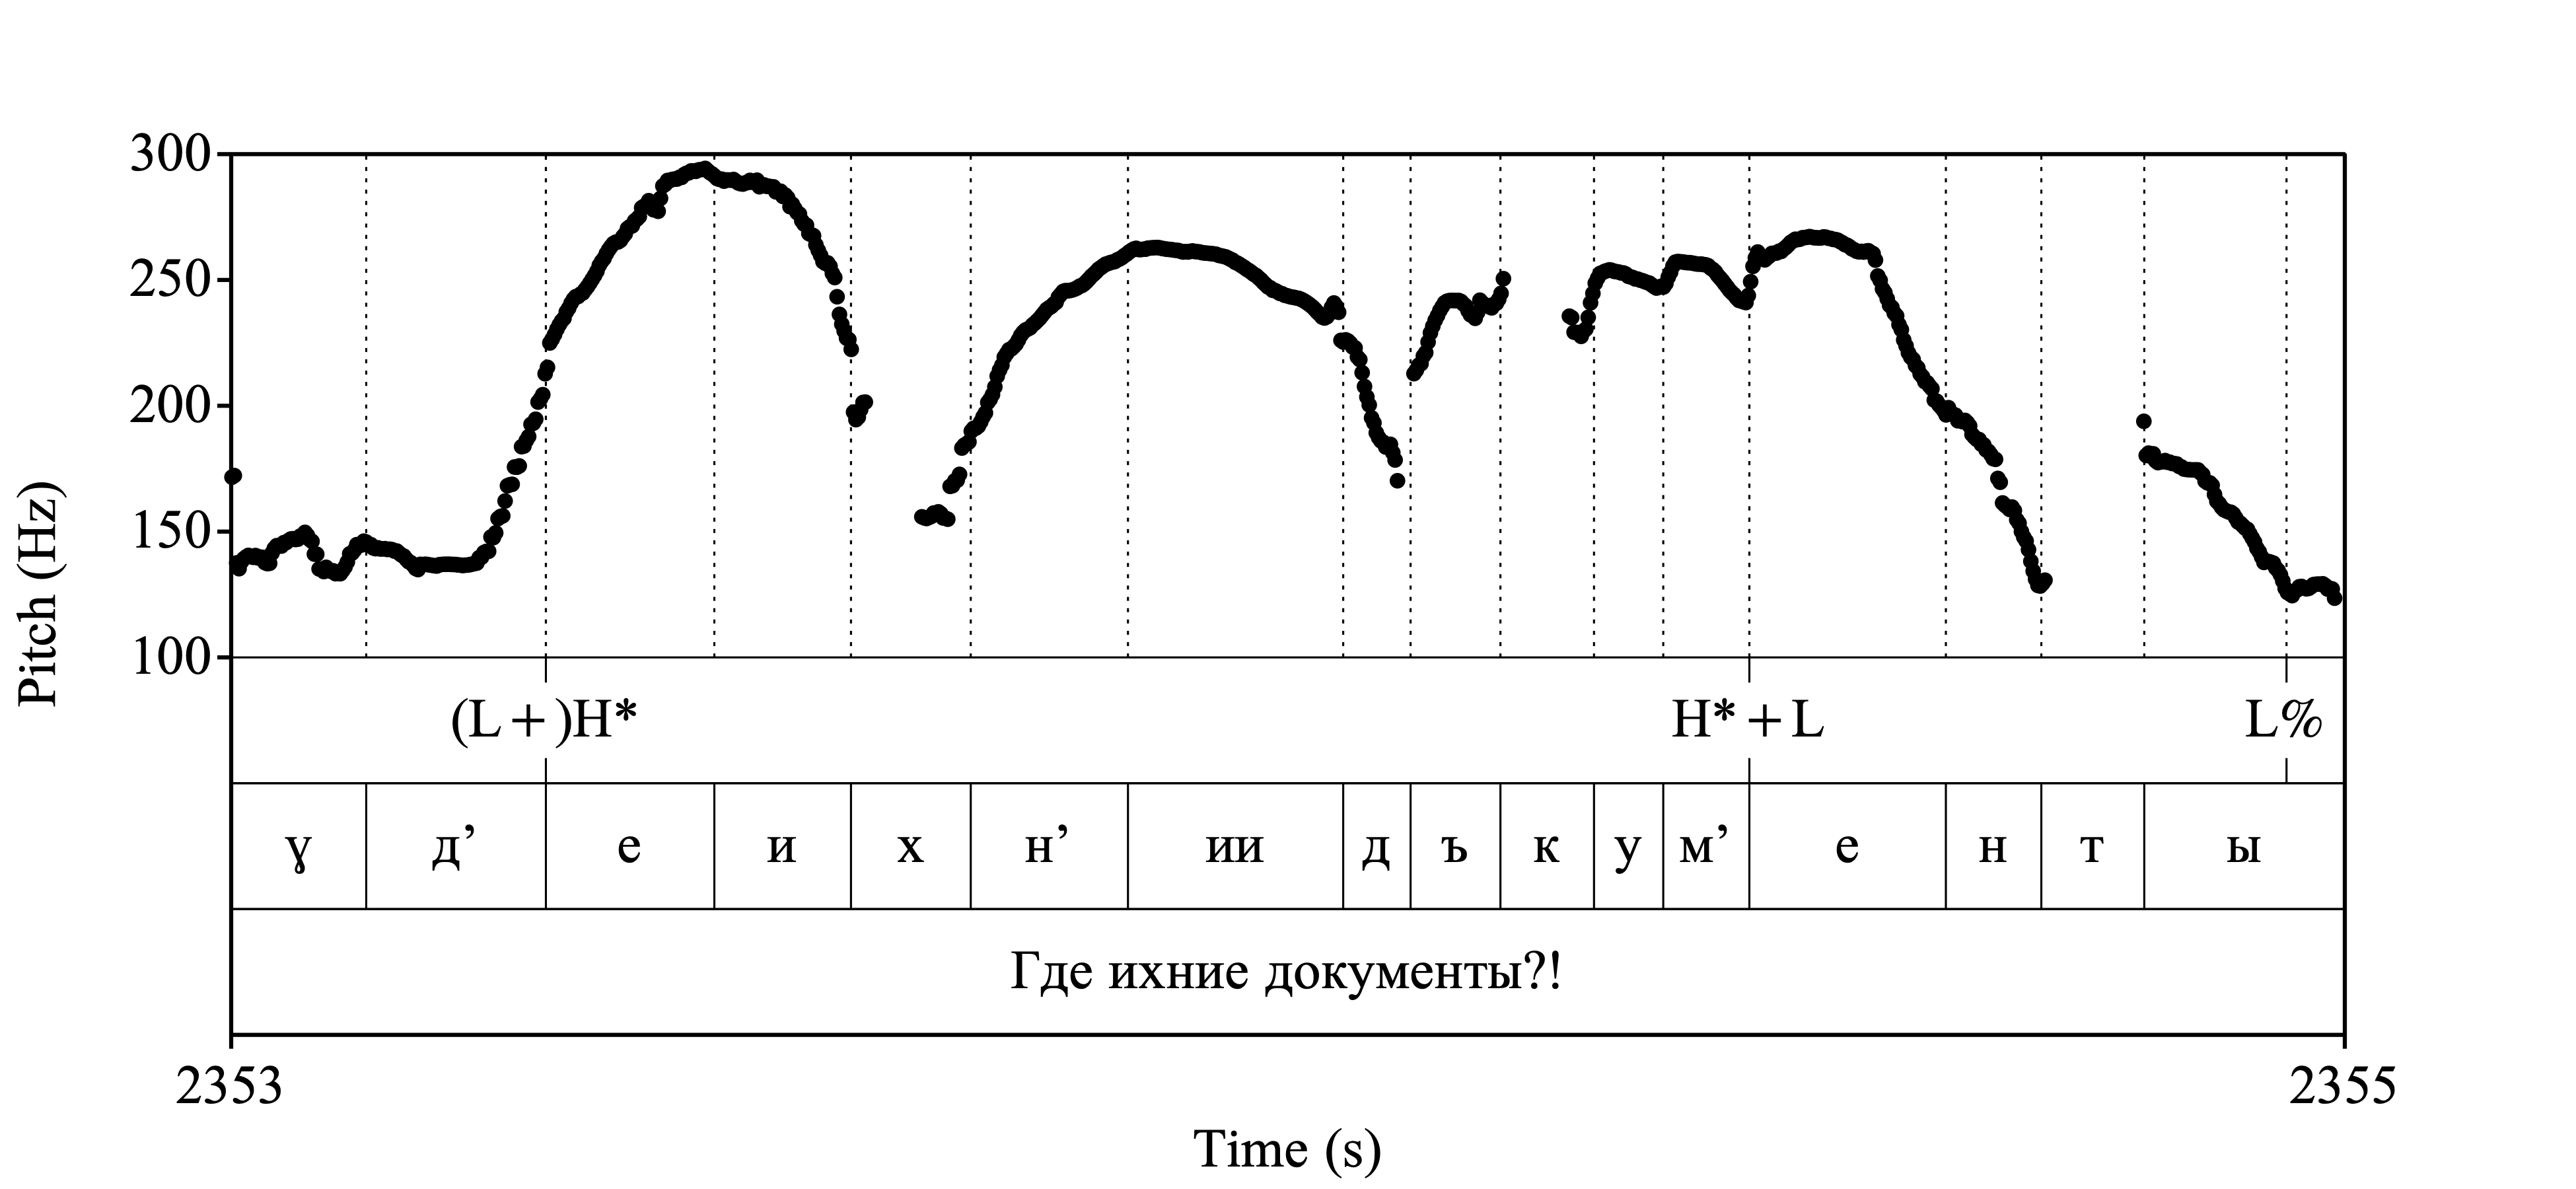 300
250
200
150
100
Pitch (Hz)
(L+)H* H*+L L%
ɣ д’ е и х н’ ии д ъ к у м’ е н т ы
Где ихние документы?!
2353 2355
Time (s)